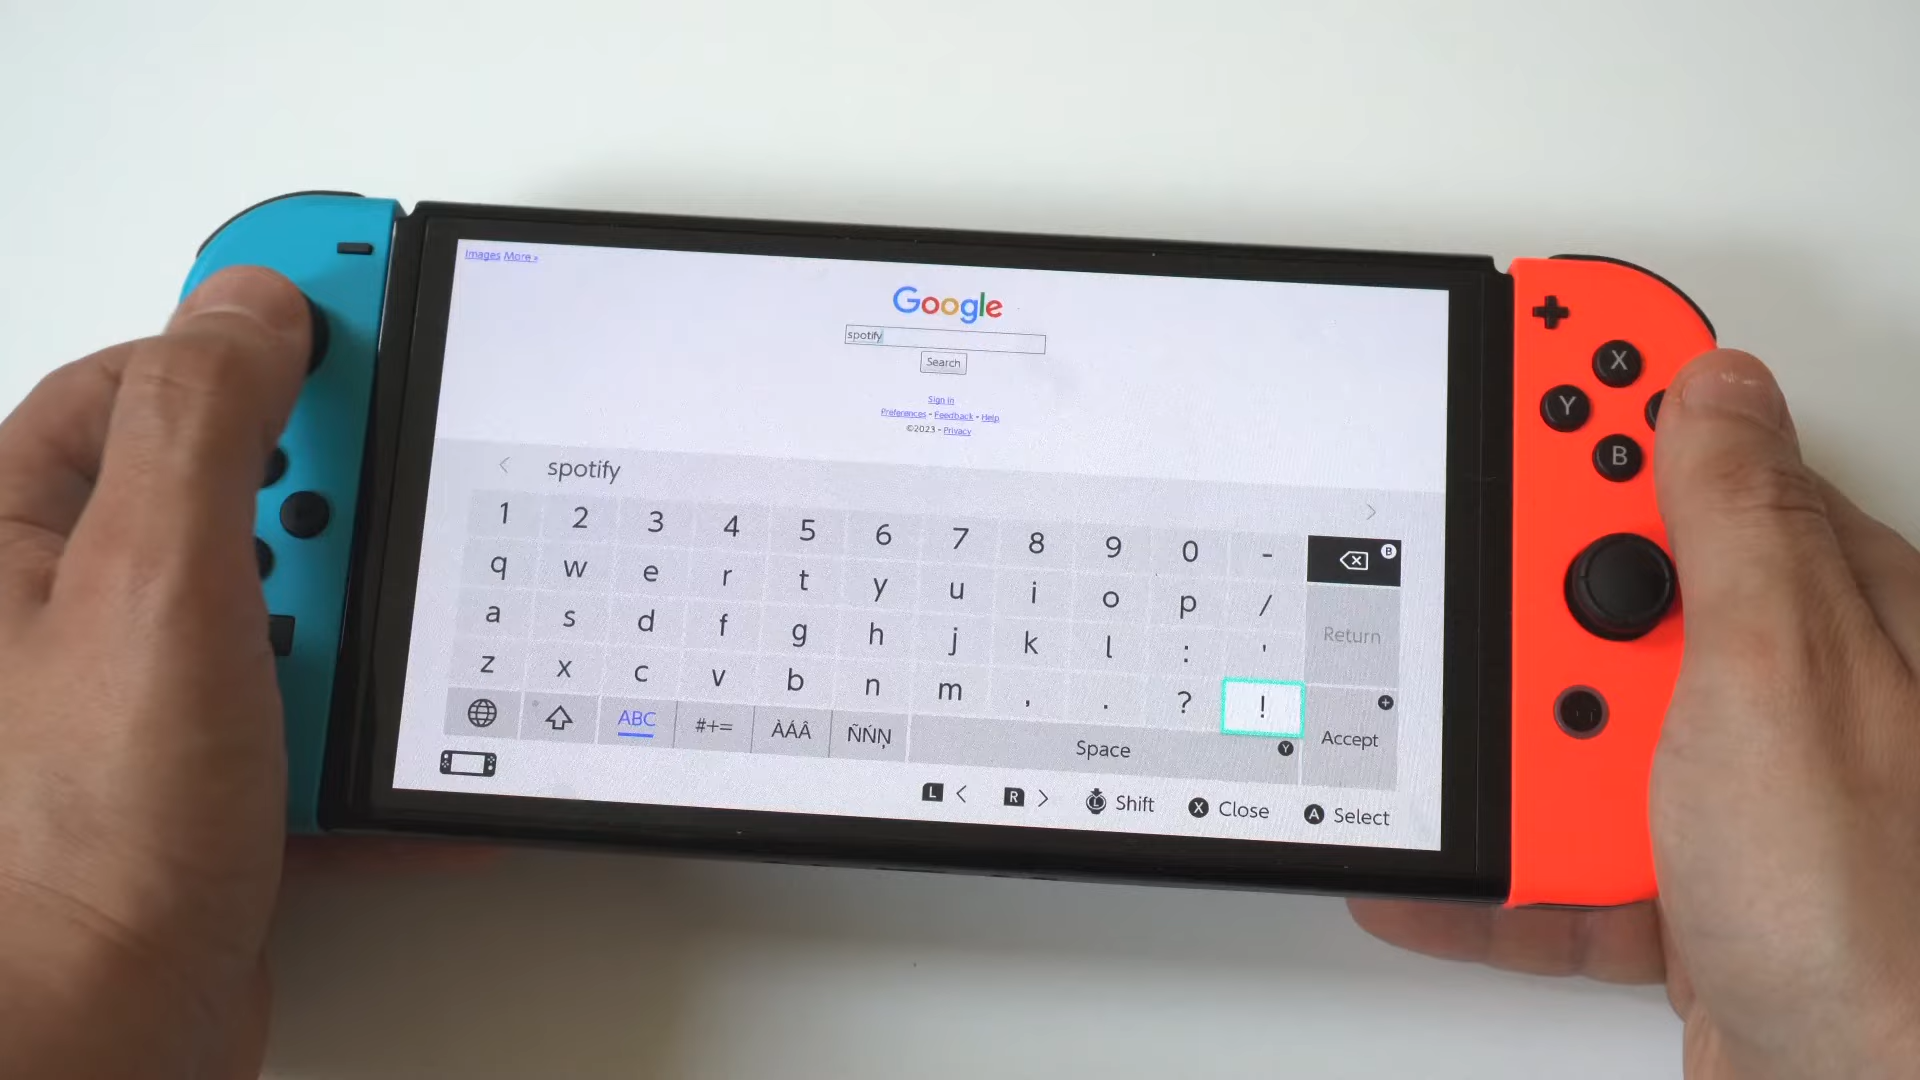 Images More »
Google
spotify
Search
Sign in
Preferences - Feedback - Help
©2023 - Privacy
< spotify >
1 2 3 4 5 6 7 8 9 0 - B
q w e r t y u i o p /
a s d f g h j k l : ' Return
z x c v b n m , . ? !
ABC #+= ÀÁÂ ÑŃŅ Space Y + Accept
L < R > L Shift X Close A Select
X
Y
B